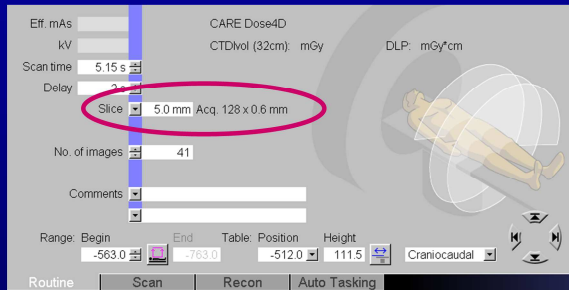 Eff. mAs CARE Dose4D
kV CTDIvol (32cm): mGy DLP: mGy*cm
Scan time 5.15 s
Delay 2 s
Slice 5.0 mm Acq. 128 x 0.6 mm
No. of images 41
Comments
Range: Begin End Table: Position Height
-563.0 -763.0 -512.0 111.5 Craniocaudal
Routine Scan Recon Auto Tasking